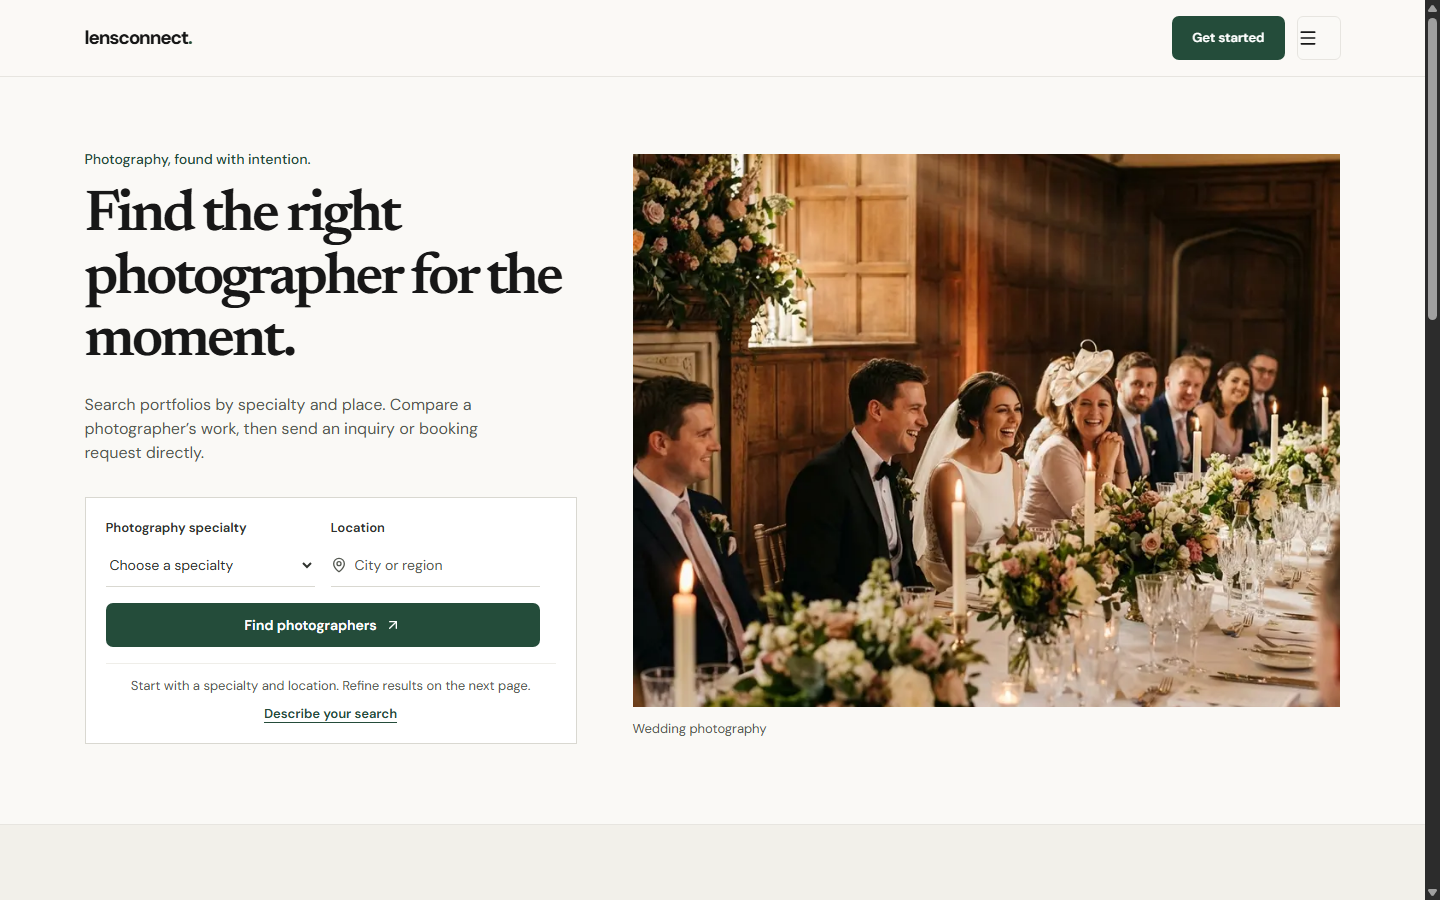 lensconnect.
Get started
Photography, found with intention.
Find the right
photographer for the
moment.
Search portfolios by specialty and place. Compare a
photographer’s work, then send an inquiry or booking
request directly.
Photography specialty
Location
Choose a specialty
City or region
Find photographers
Start with a specialty and location. Refine results on the next page.
Describe your search
Wedding photography